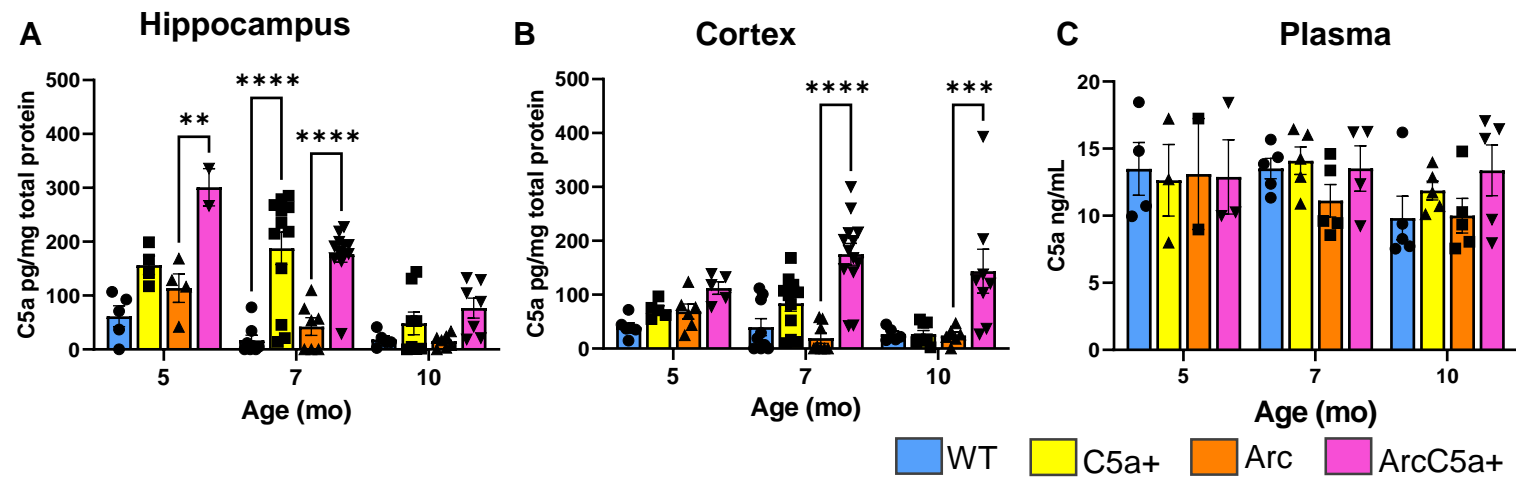 A
Hippocampus
C5a pg/mg total protein
500
400
300
200
100
0
**
****
****
5
7
10
Age (mo)
B
Cortex
C5a pg/mg total protein
500
400
300
200
100
0
****
***
5
7
10
Age (mo)
C
Plasma
C5a ng/mL
20
15
10
5
0
5
7
10
Age (mo)
WT
C5a+
Arc
ArcC5a+